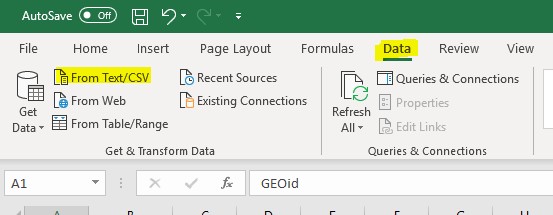 AutoSave Off
File Home Insert Page Layout Formulas Data Review View
From Text/CSV Recent Sources Queries & Connections
From Web Existing Connections Properties
Get Data From Table/Range Refresh All Edit Links
Get & Transform Data Queries & Connections
A1 fx GEOid
A B C D E F G H